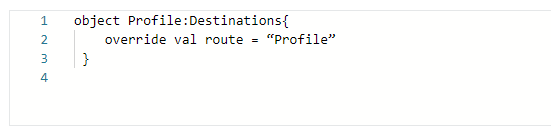 1 object Profile:Destinations{
2 override val route = “Profile”
3 }
4